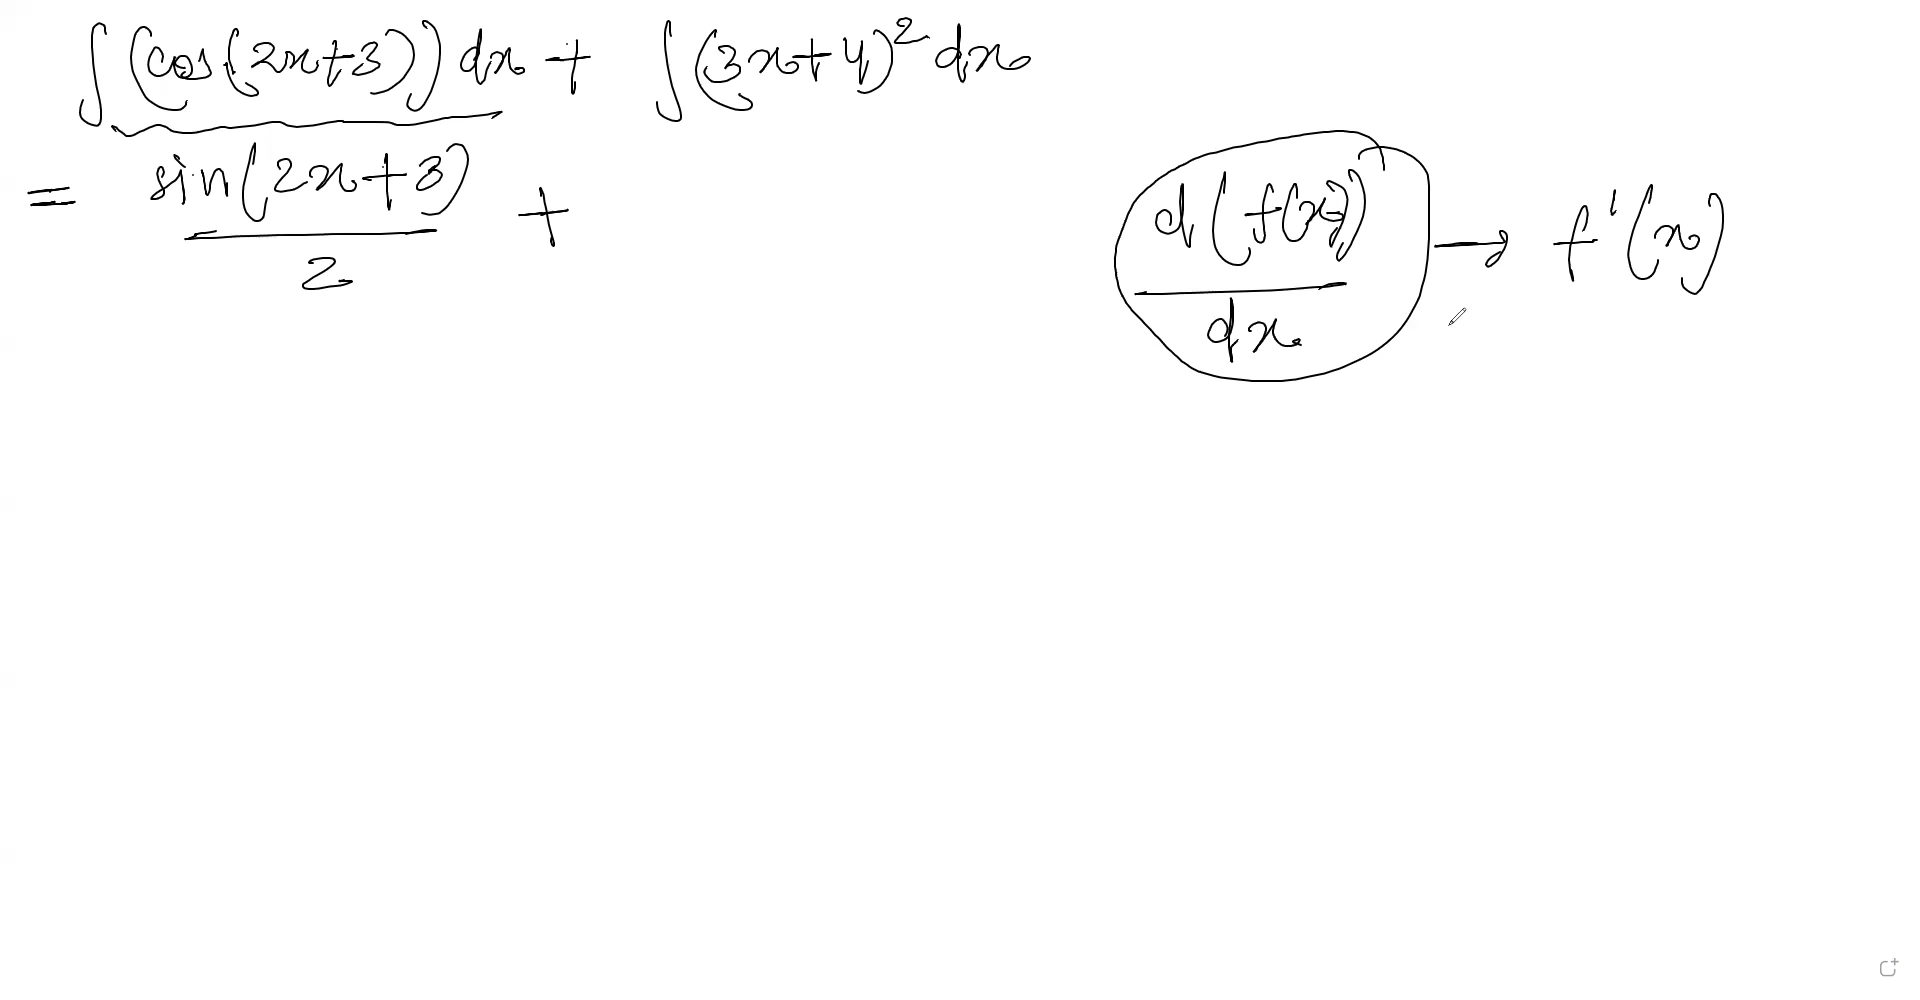 ∫(cos(2x+3)) dx + ∫(3x+4)² dx
= sin(2x+3)/2 +
d(f(x))/dx → f'(x)